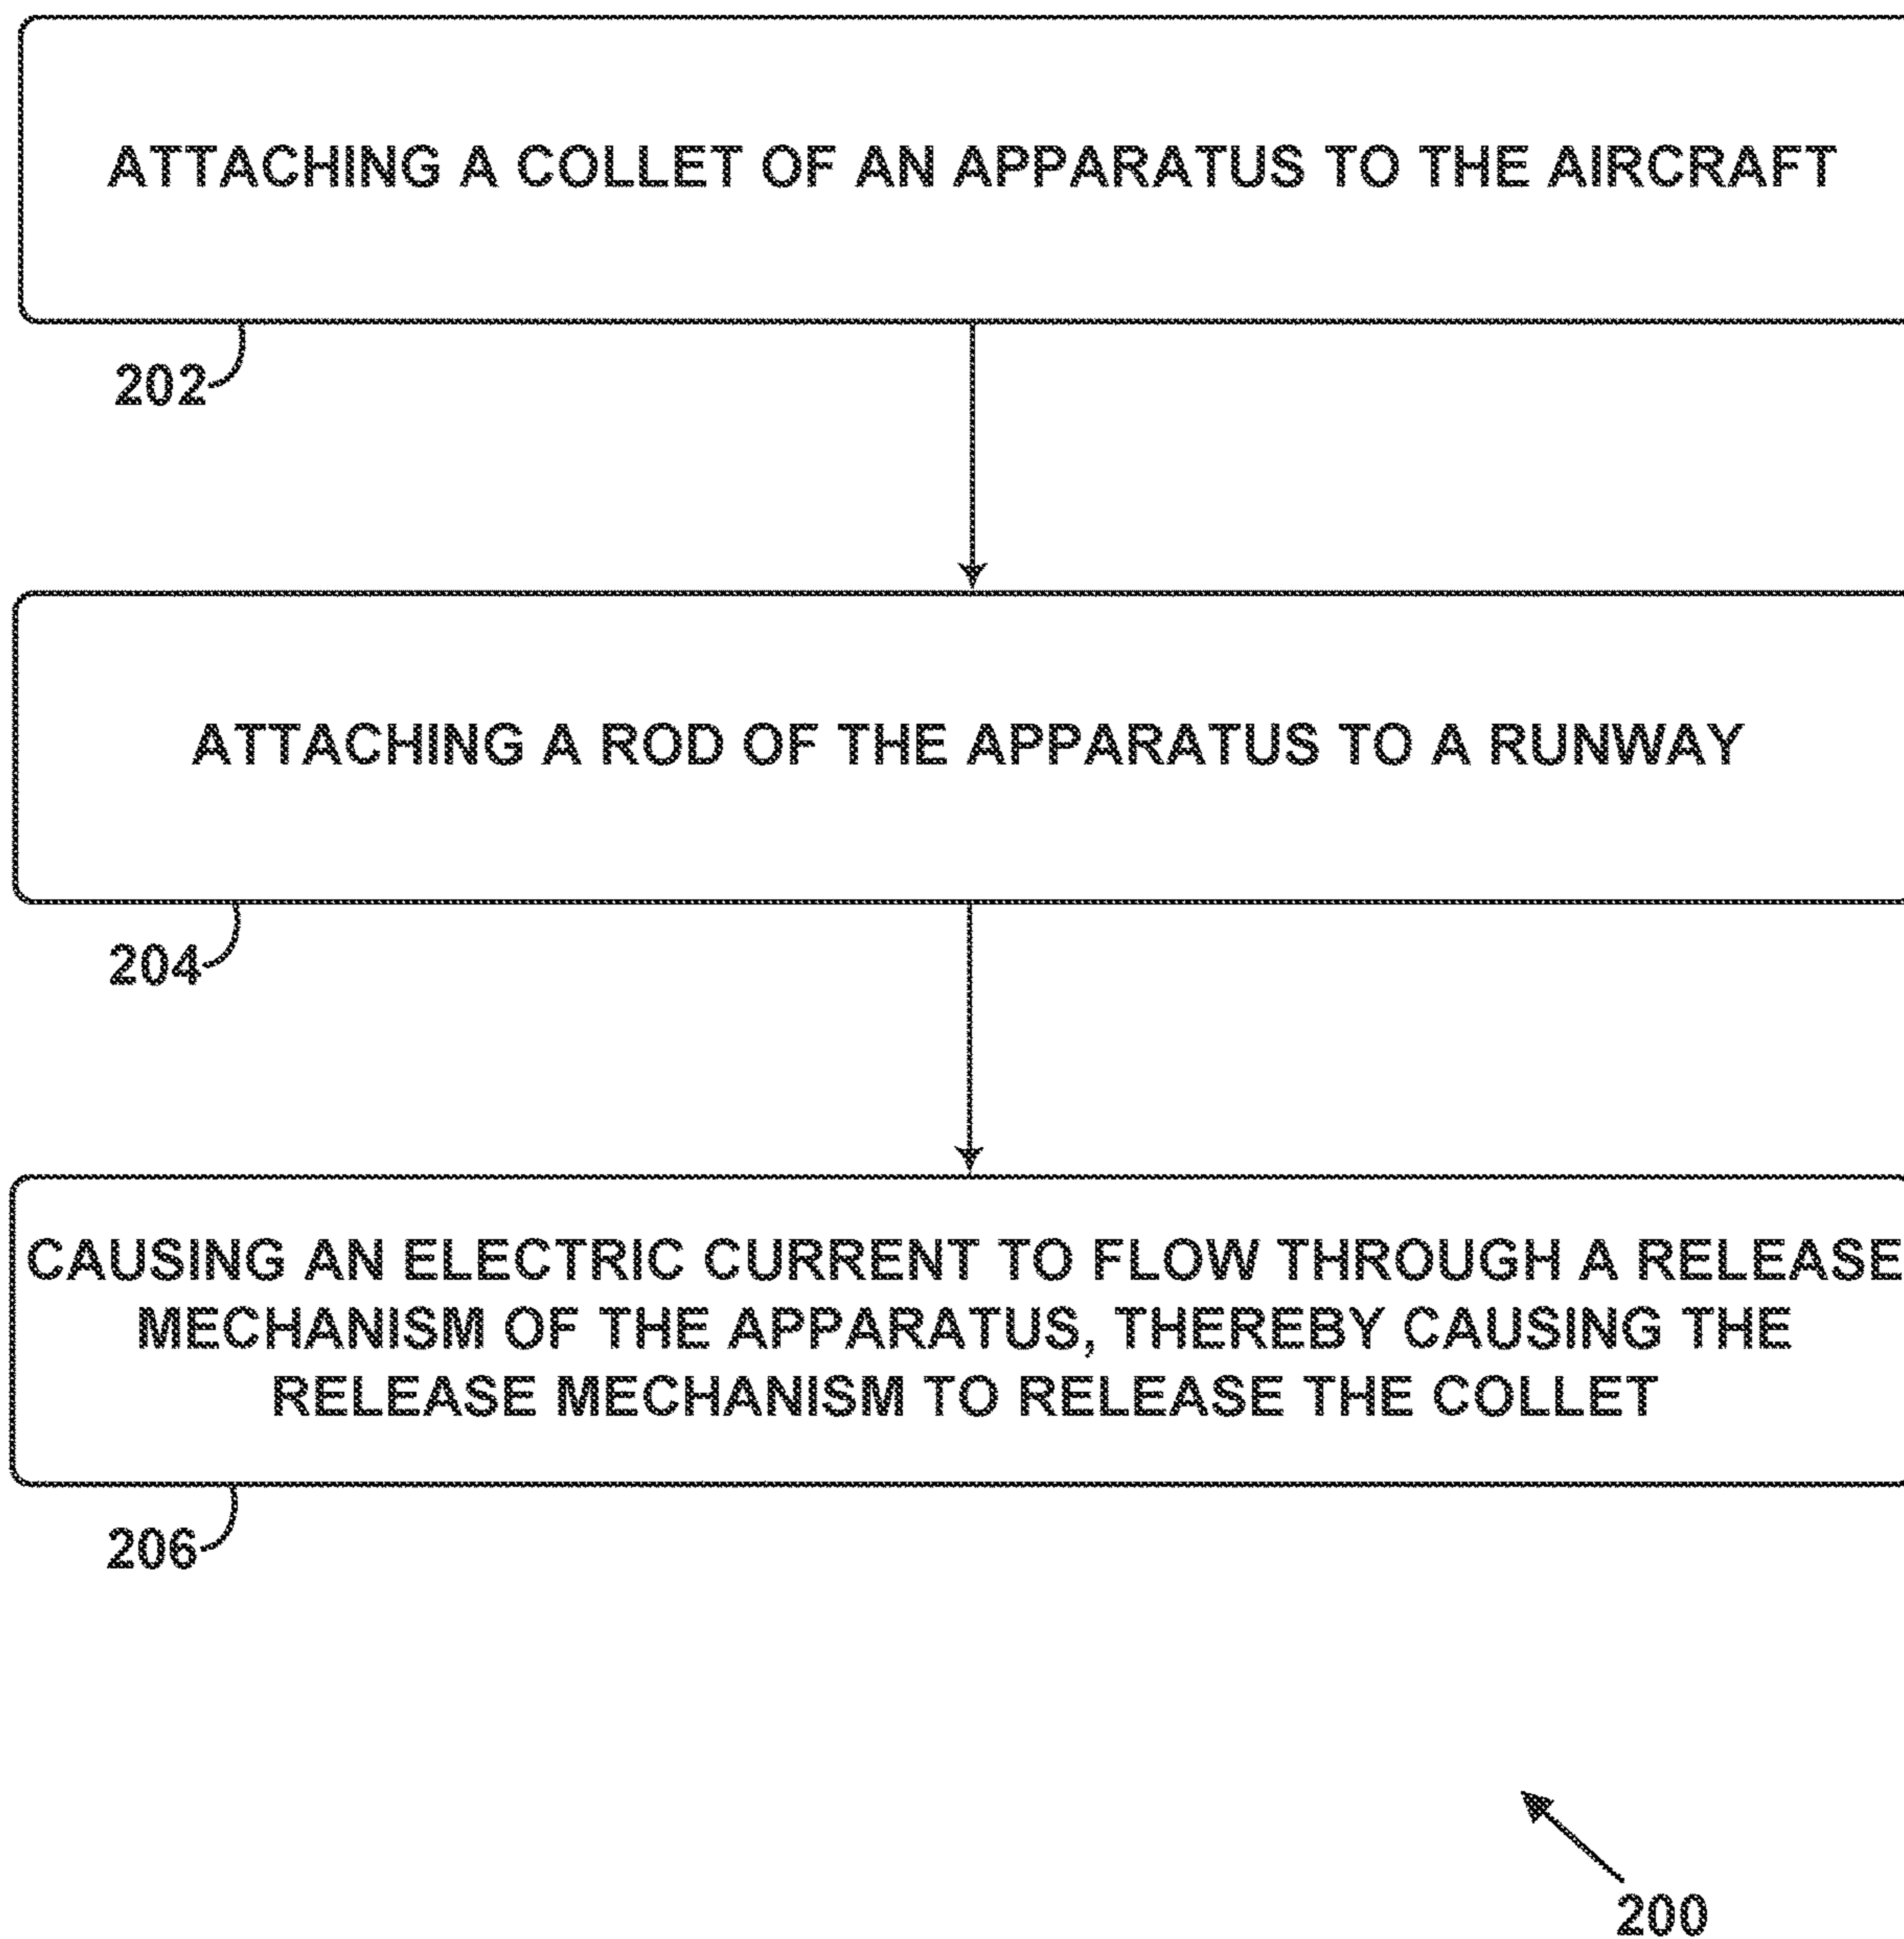 ATTACHING A COLLET OF AN APPARATUS TO THE AIRCRAFT
202
ATTACHING A ROD OF THE APPARATUS TO A RUNWAY
204
CAUSING AN ELECTRIC CURRENT TO FLOW THROUGH A RELEASE
MECHANISM OF THE APPARATUS, THEREBY CAUSING THE
RELEASE MECHANISM TO RELEASE THE COLLET
206
200